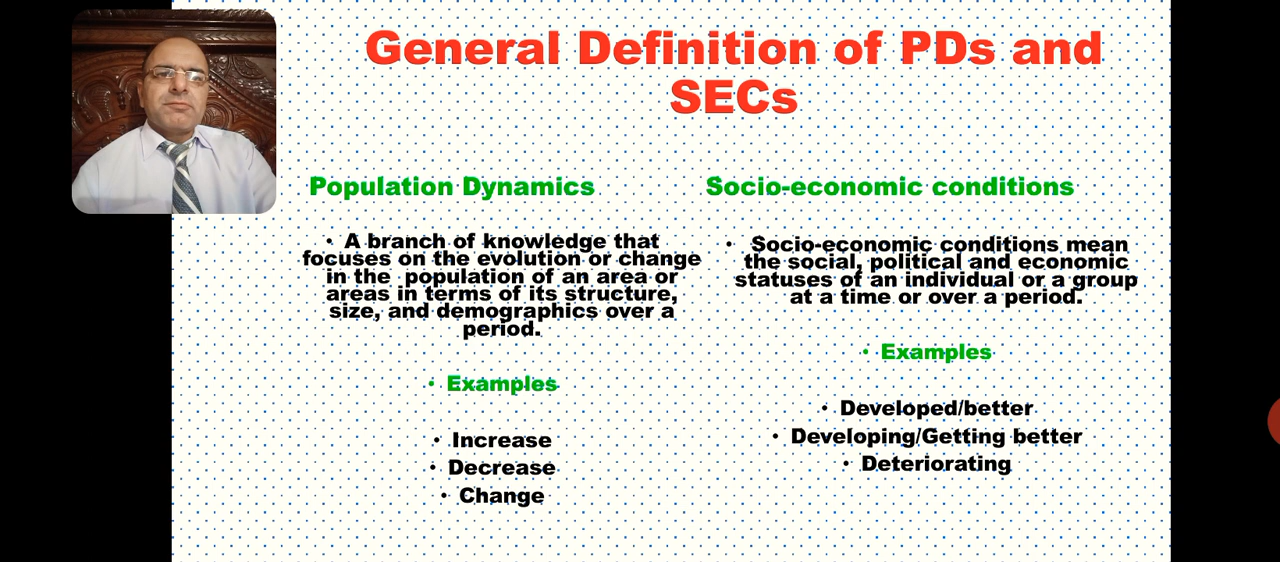 General Definition of PDs and
SECs
Population Dynamics
• A branch of knowledge that
focuses on the evolution or change
in the population of an area or
areas in terms of its structure,
size, and demographics over a
period.
• Examples
• Increase
• Decrease
• Change
Socio-economic conditions
• Socio-economic conditions mean
the social, political and economic
statuses of an individual or a group
at a time or over a period.
• Examples
• Developed/better
• Developing/Getting better
• Deteriorating